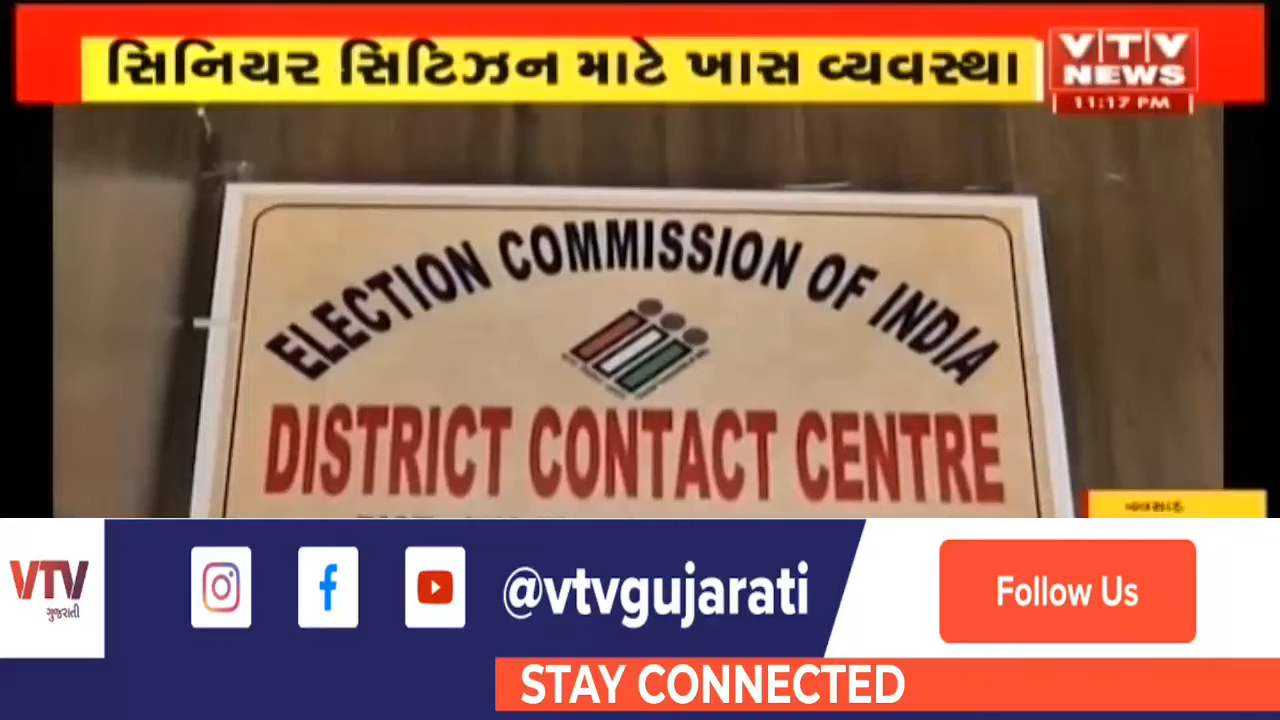 સિનિયર સિટિઝન માટે ખાસ વ્યવસ્થા
VTV
NEWS
11:17 PM
ELECTION COMMISSION OF INDIA
DISTRICT CONTACT CENTRE
VTV
ગુજરાતી
@vtvgujarati
Follow Us
STAY CONNECTED